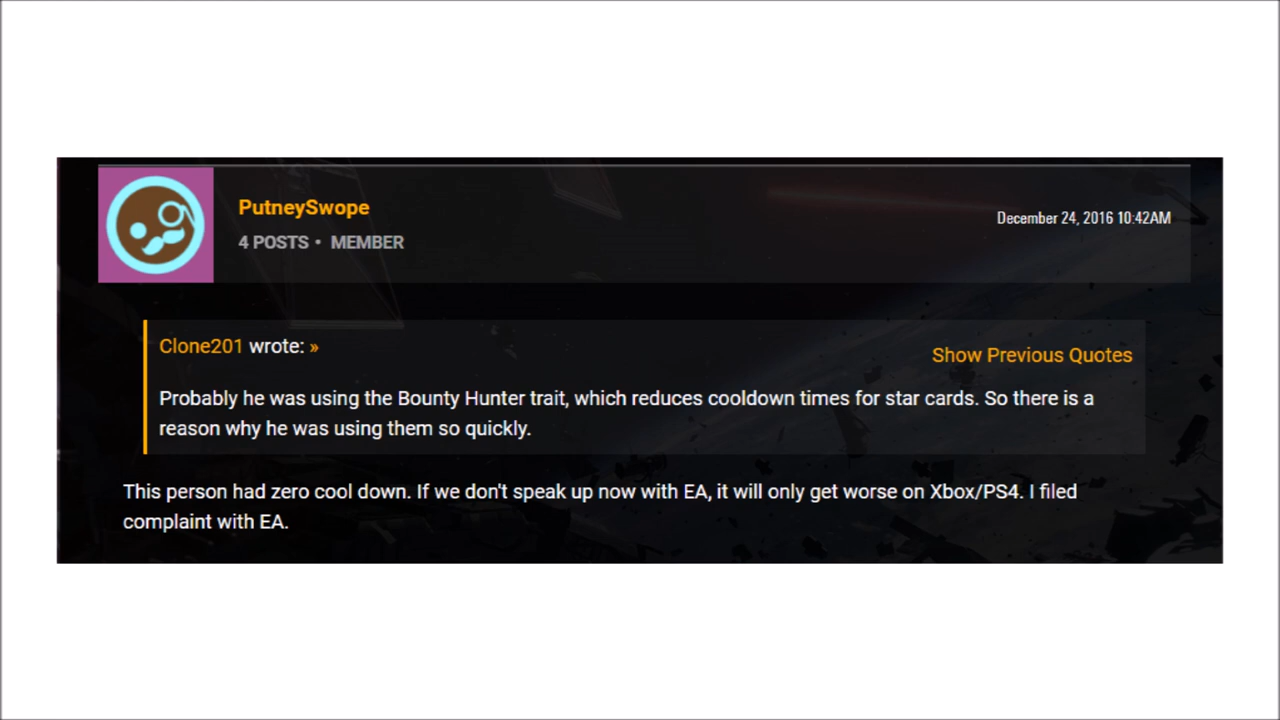 PutneySwope
4 POSTS • MEMBER
December 24, 2016 10:42AM
Clone201 wrote: »
Show Previous Quotes
Probably he was using the Bounty Hunter trait, which reduces cooldown times for star cards. So there is a
reason why he was using them so quickly.
This person had zero cool down. If we don't speak up now with EA, it will only get worse on Xbox/PS4. I filed
complaint with EA.